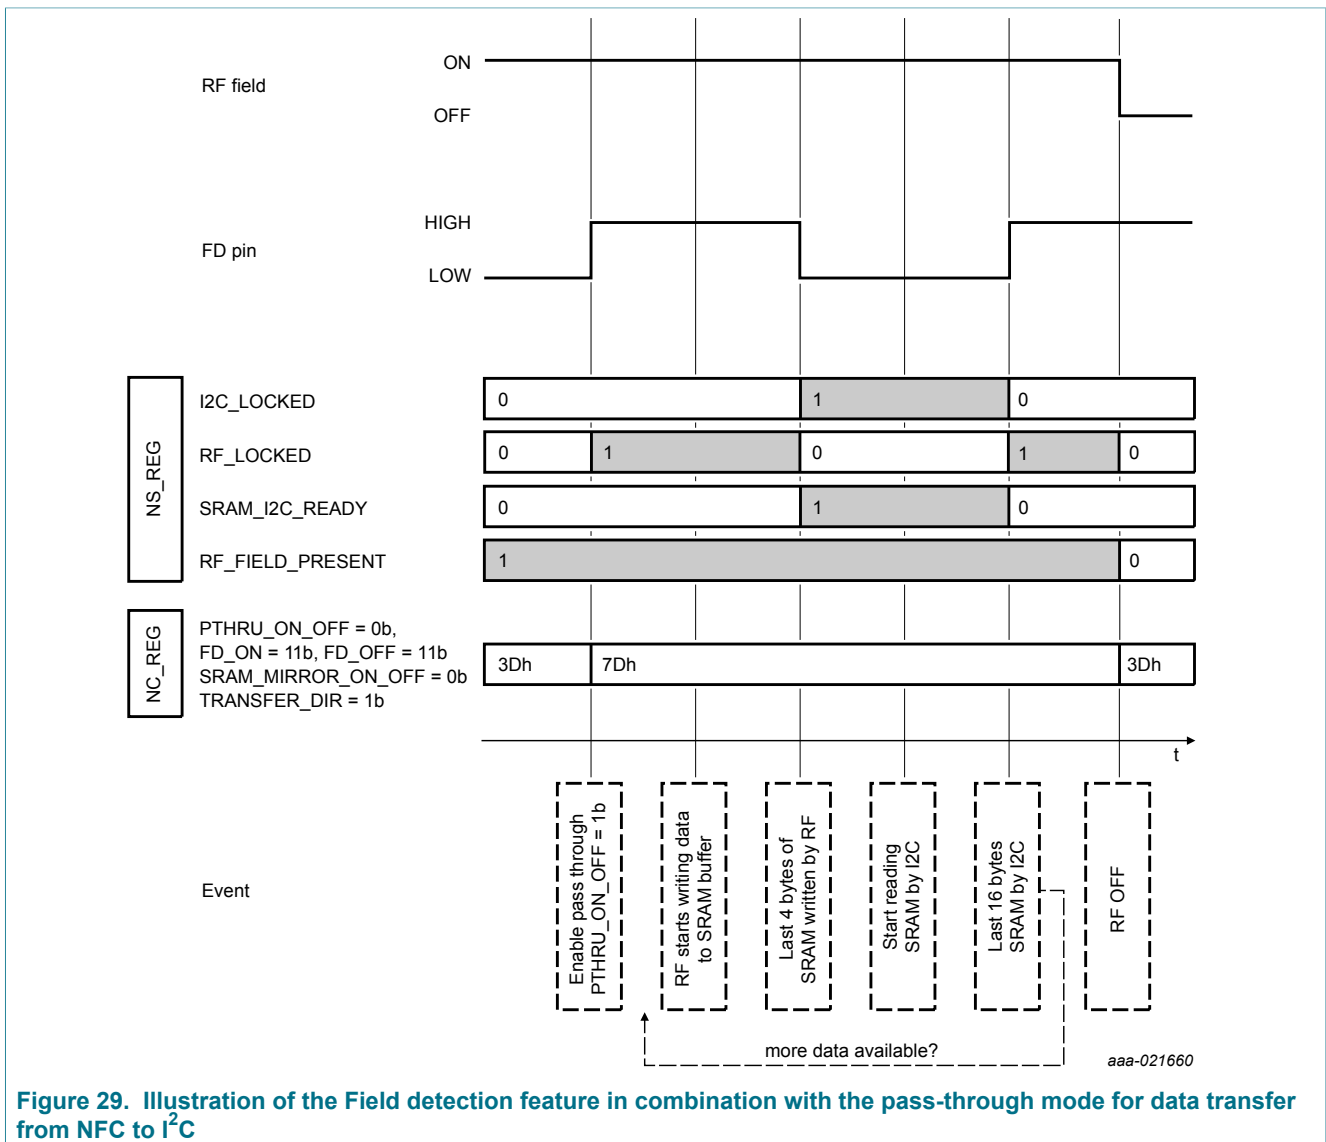 RF field
ON
OFF
FD pin
HIGH
LOW
NS_REG
I2C_LOCKED
0
1
0
RF_LOCKED
0
1
0
1
0
SRAM_I2C_READY
0
1
0
RF_FIELD_PRESENT
1
0
NC_REG
PTHRU_ON_OFF = 0b,
FD_ON = 11b, FD_OFF = 11b
SRAM_MIRROR_ON_OFF = 0b
TRANSFER_DIR = 1b
3Dh
7Dh
3Dh
t
Event
Enable pass through
PTHRU_ON_OFF = 1b
RF starts writing data
to SRAM buffer
Last 4 bytes of
SRAM written by RF
Start reading
SRAM by I2C
Last 16 bytes
SRAM by I2C
RF OFF
more data available?
aaa-021660
Figure 29. Illustration of the Field detection feature in combination with the pass-through mode for data transfer
from NFC to I²C